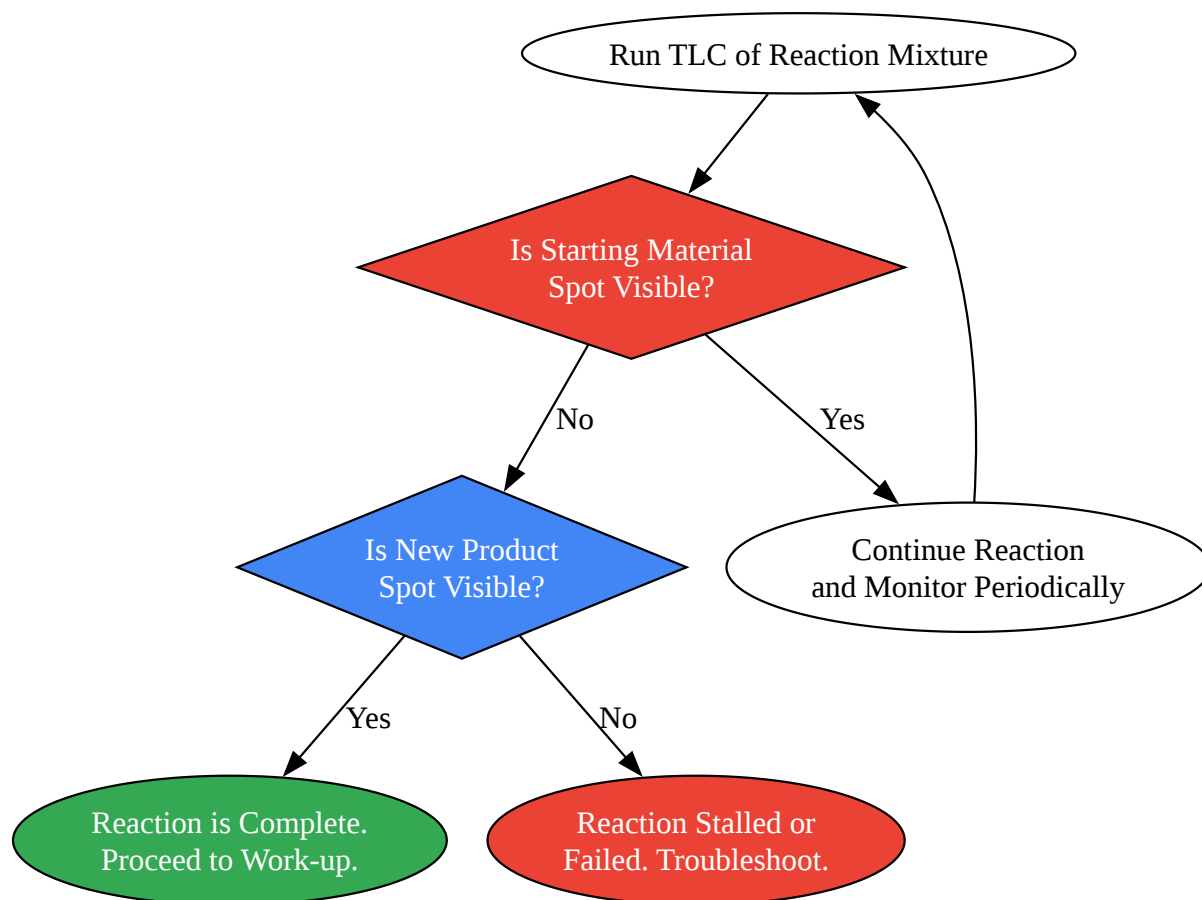 Run TLC of Reaction Mixture
Is Starting Material
Spot Visible?
No
Yes
Is New Product
Spot Visible?
Continue Reaction
and Monitor Periodically
Yes
No
Reaction is Complete.
Proceed to Work-up.
Reaction Stalled or
Failed. Troubleshoot.